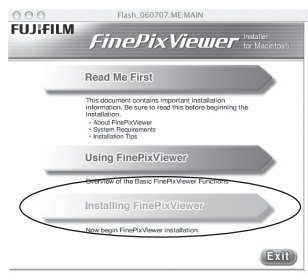 Flash_060707:ME:MAIN
FUJIFILM
FinePixViewer Installer for Macintosh
Read Me First
This document contains important installation
information. Be sure to read this before beginning the
installation.
・About FinePixViewer
・System Requirements
・Installation Tips
Using FinePixViewer
Overview of the Basic FinePixViewer Functions
Installing FinePixViewer
Now begin FinePixViewer installation.
Exit